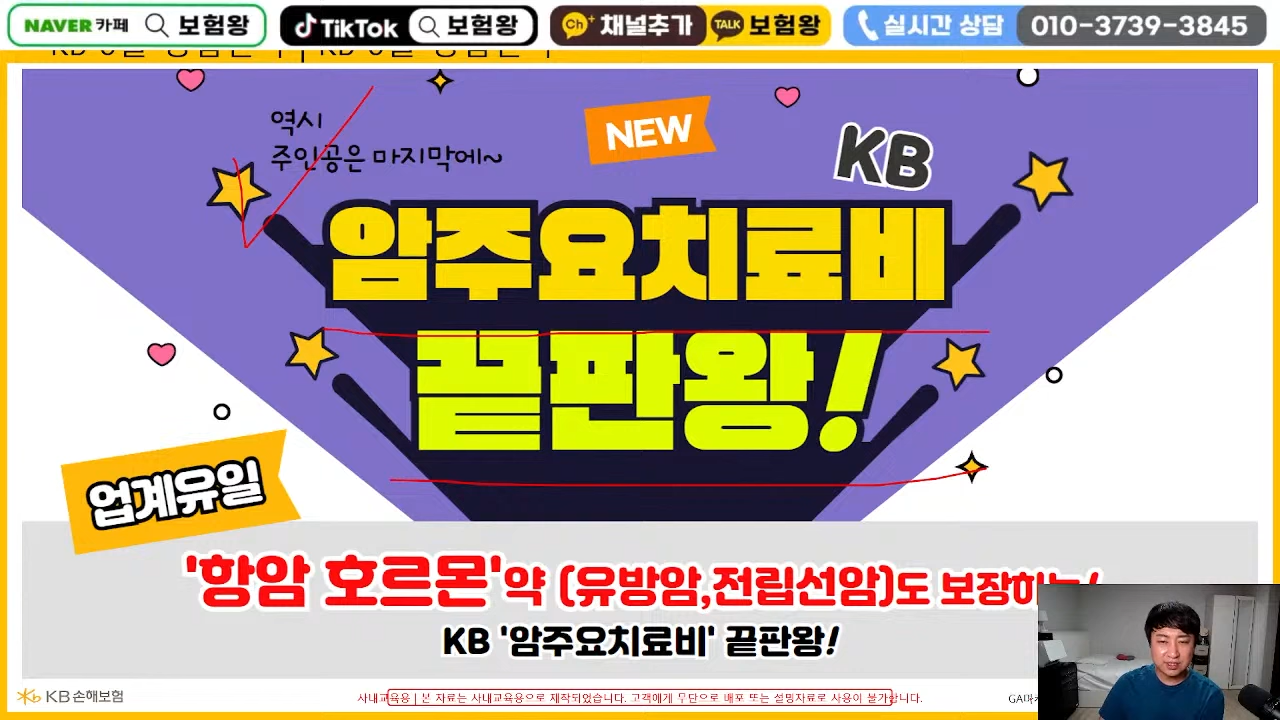 NAVER 카페 보험왕 TikTok 보험왕 Ch+ 채널추가 TALK 보험왕 실시간 상담 010-3739-3845
역시
주인공은 마지막에~
NEW
KB
암주요치료비
끝판왕!
업계유일
'항암 호르몬'약 (유방암,전립선암)도 보장하는!
KB '암주요치료비' 끝판왕!
KB손해보험
사내교육용 | 본 자료는 사내교육용으로 제작되었습니다. 고객에게 무단으로 배포 또는 설명자료로 사용이 불가합니다.